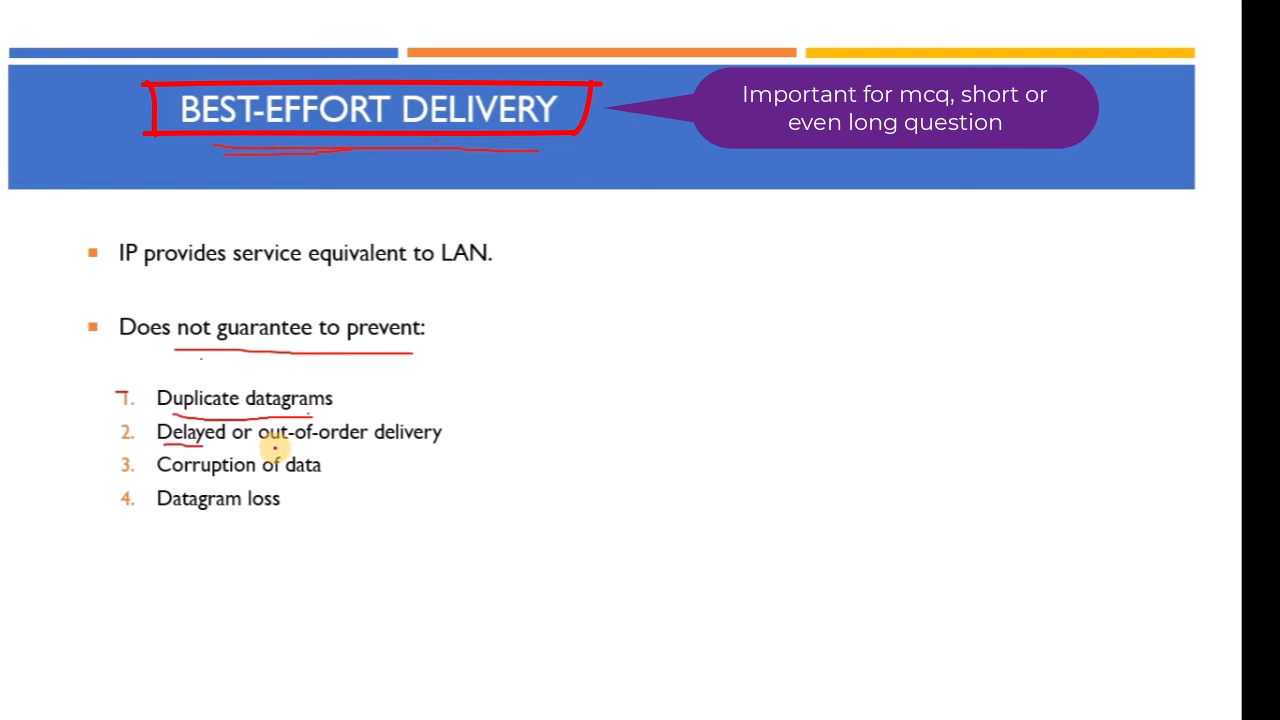 BEST-EFFORT DELIVERY
Important for mcq, short or
even long question
IP provides service equivalent to LAN.
Does not guarantee to prevent:
1. Duplicate datagrams
2. Delayed or out-of-order delivery
3. Corruption of data
4. Datagram loss